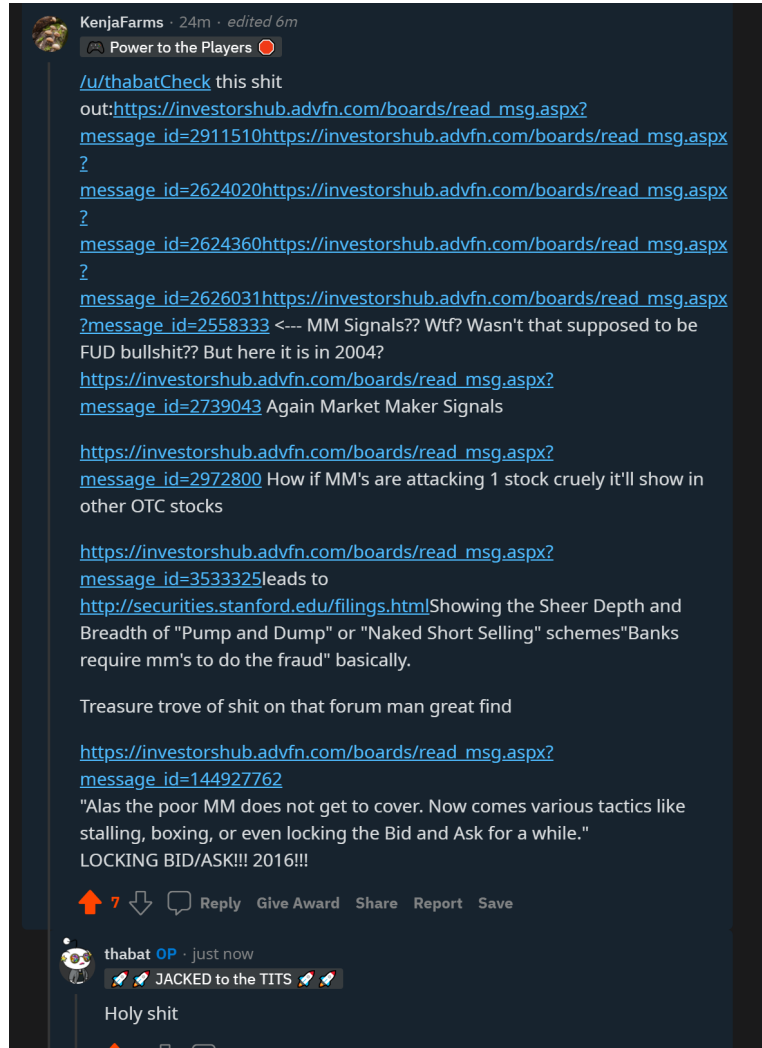 KenjaFarms · 24m · edited 6m
Power to the Players
/u/thabatCheck this shit
out:https://investorshub.advfn.com/boards/read_msg.aspx?
message_id=2911510https://investorshub.advfn.com/boards/read_msg.aspx
?
message_id=2624020https://investorshub.advfn.com/boards/read_msg.aspx
?
message_id=2624360https://investorshub.advfn.com/boards/read_msg.aspx
?
message_id=2626031https://investorshub.advfn.com/boards/read_msg.aspx
?message_id=2558333 <--- MM Signals?? Wtf? Wasn't that supposed to be
FUD bullshit?? But here it is in 2004?
https://investorshub.advfn.com/boards/read_msg.aspx?
message_id=2739043 Again Market Maker Signals
https://investorshub.advfn.com/boards/read_msg.aspx?
message_id=2972800 How if MM's are attacking 1 stock cruely it'll show in
other OTC stocks
https://investorshub.advfn.com/boards/read_msg.aspx?
message_id=3533325leads to
http://securities.stanford.edu/filings.htmlShowing the Sheer Depth and
Breadth of "Pump and Dump" or "Naked Short Selling" schemes"Banks
require mm's to do the fraud" basically.
Treasure trove of shit on that forum man great find
https://investorshub.advfn.com/boards/read_msg.aspx?
message_id=144927762
"Alas the poor MM does not get to cover. Now comes various tactics like
stalling, boxing, or even locking the Bid and Ask for a while."
LOCKING BID/ASK!!! 2016!!!
7 Reply Give Award Share Report Save
thabat OP · just now
🚀 🚀 JACKED to the TITS 🚀 🚀
Holy shit